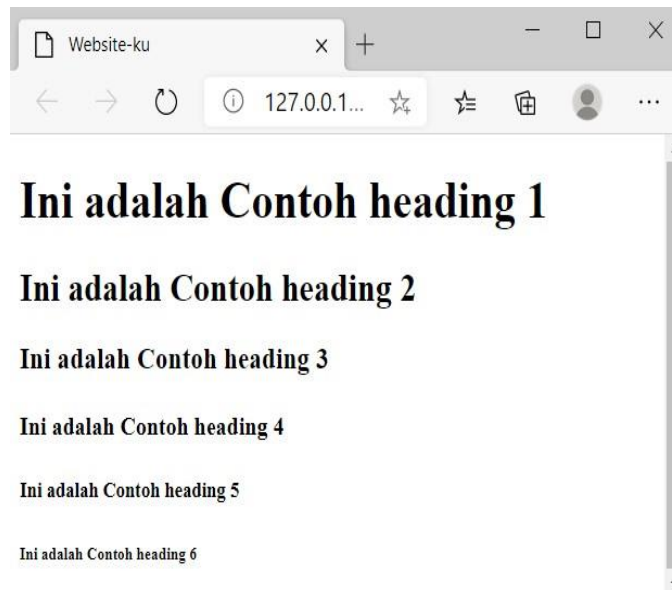 Website-ku
127.0.0.1...
Ini adalah Contoh heading 1
Ini adalah Contoh heading 2
Ini adalah Contoh heading 3
Ini adalah Contoh heading 4
Ini adalah Contoh heading 5
Ini adalah Contoh heading 6